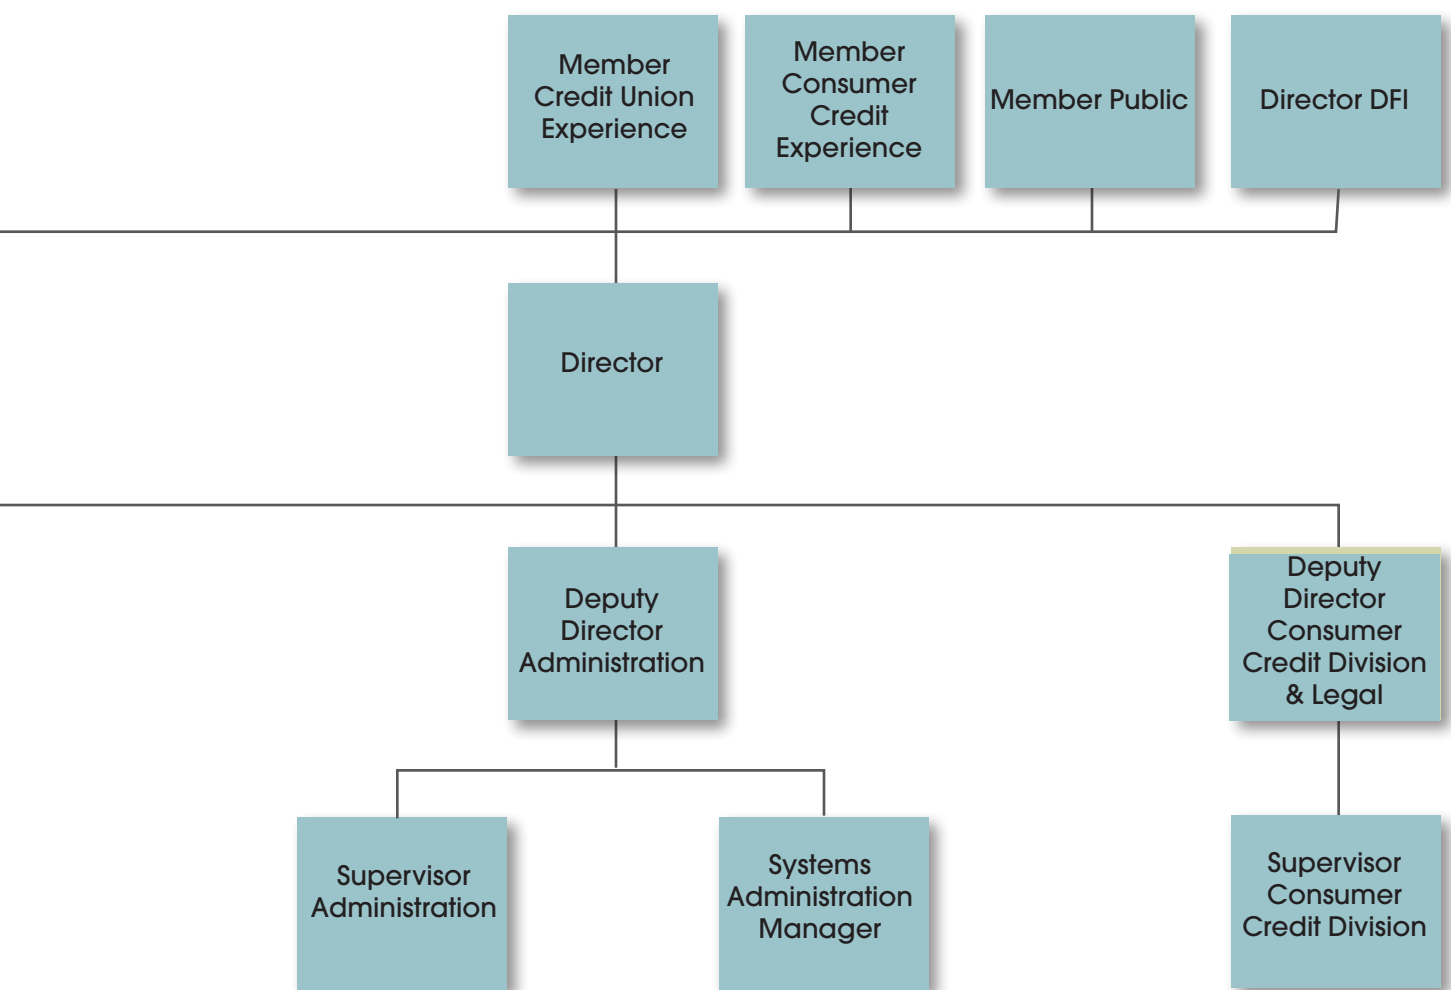 Member
Credit Union
Experience
Member
Consumer
Credit
Experience
Member Public
Director DFI
Director
Deputy
Director
Administration
Deputy
Director
Consumer
Credit Division
& Legal
Supervisor
Administration
Systems
Administration
Manager
Supervisor
Consumer
Credit Division